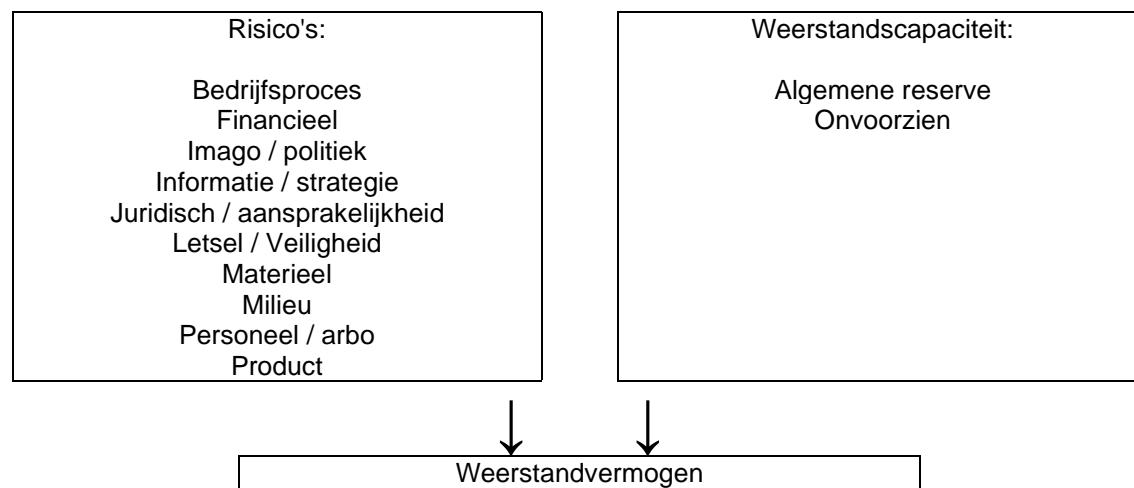 Risico's:
Bedrijfsproces
Financieel
Imago / politiek
Informatie / strategie
Juridisch / aansprakelijkheid
Letsel / Veiligheid
Materieel
Milieu
Personeel / arbo
Product
Weerstandscapaciteit:
Algemene reserve
Onvoorzien
Weerstandvermogen